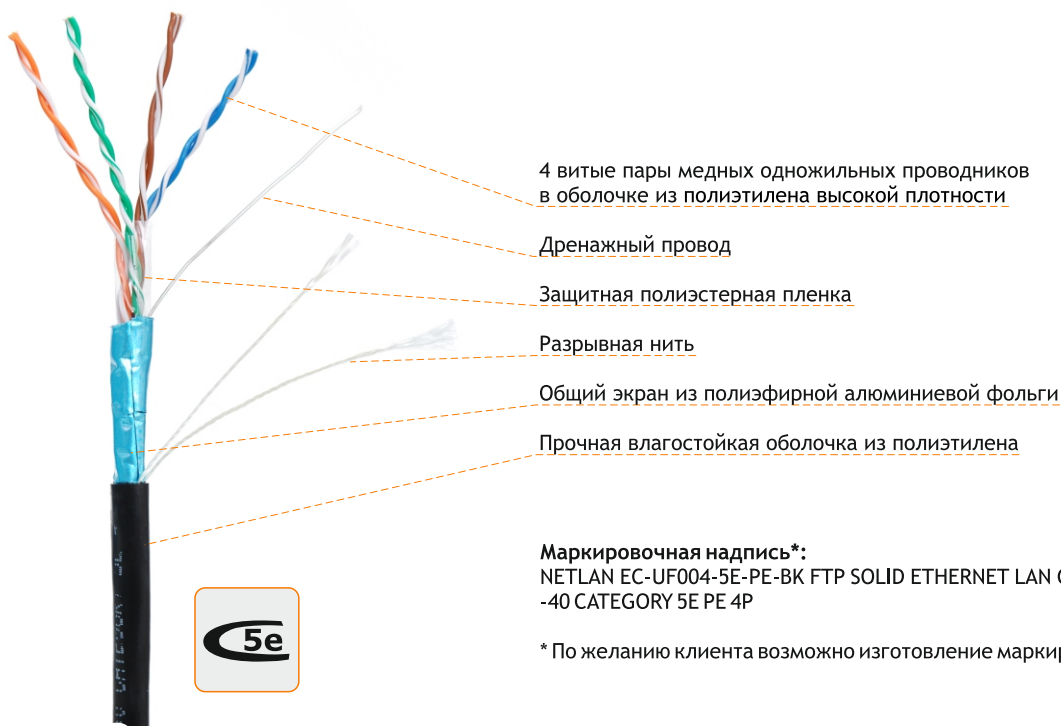 4 витые пары медных одножильных проводников
в оболочке из полиэтилена высокой плотности
Дренажный провод
Защитная полиэстерная пленка
Разрывная нить
Общий экран из полиэфирной алюминиевой фольги
Прочная влагостойкая оболочка из полиэтилена
Маркировочная надпись*:
NETLAN EC-UF004-5E-PE-BK FTP SOLID ETHERNET LAN
-40 CATEGORY 5E PE 4P
* По желанию клиента возможно изготовление
5e